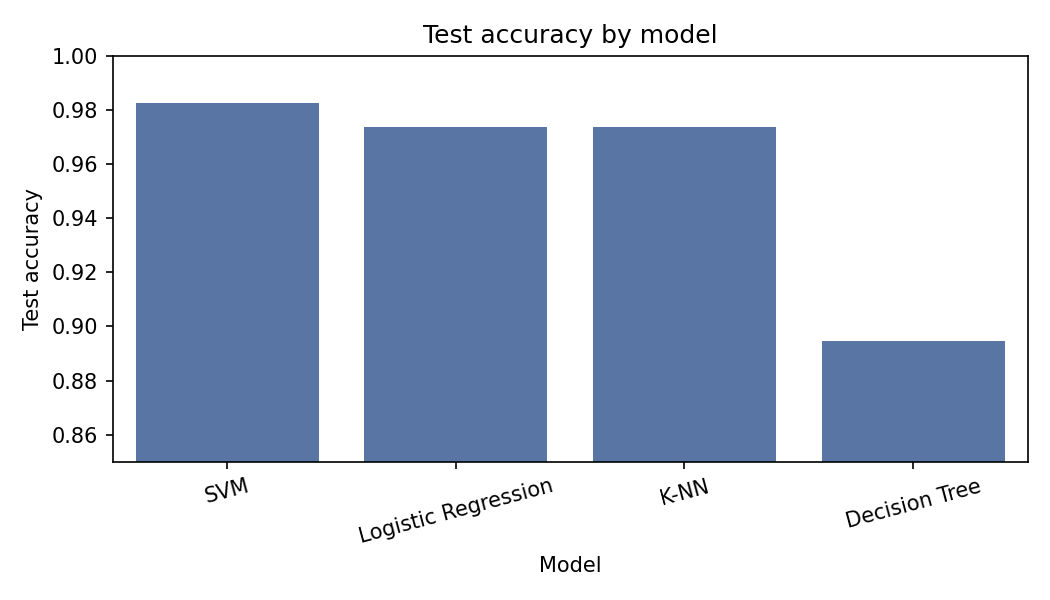 Test accuracy by model
1.00
0.98
0.96
0.94
0.92
0.90
0.88
0.86
Test accuracy
SVM
Logistic Regression
K-NN
Decision Tree
Model